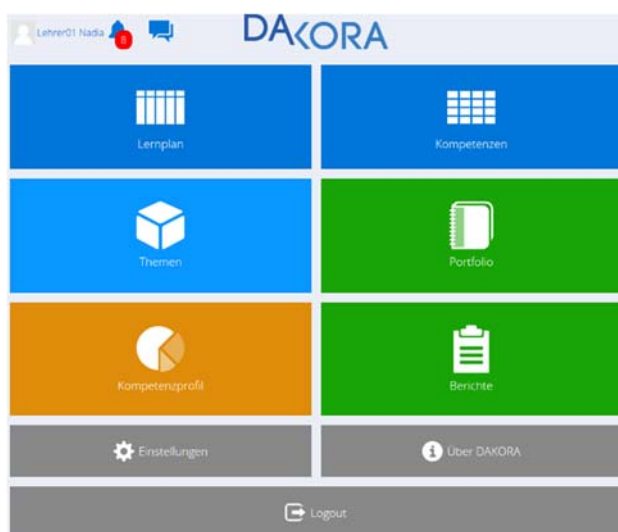 Lehrer01 Nadia
8
DAKORA
Lernplan
Kompetenzen
Themen
Portfolio
Kompetenzprofil
Berichte
Einstellungen
Über DAKORA
Logout